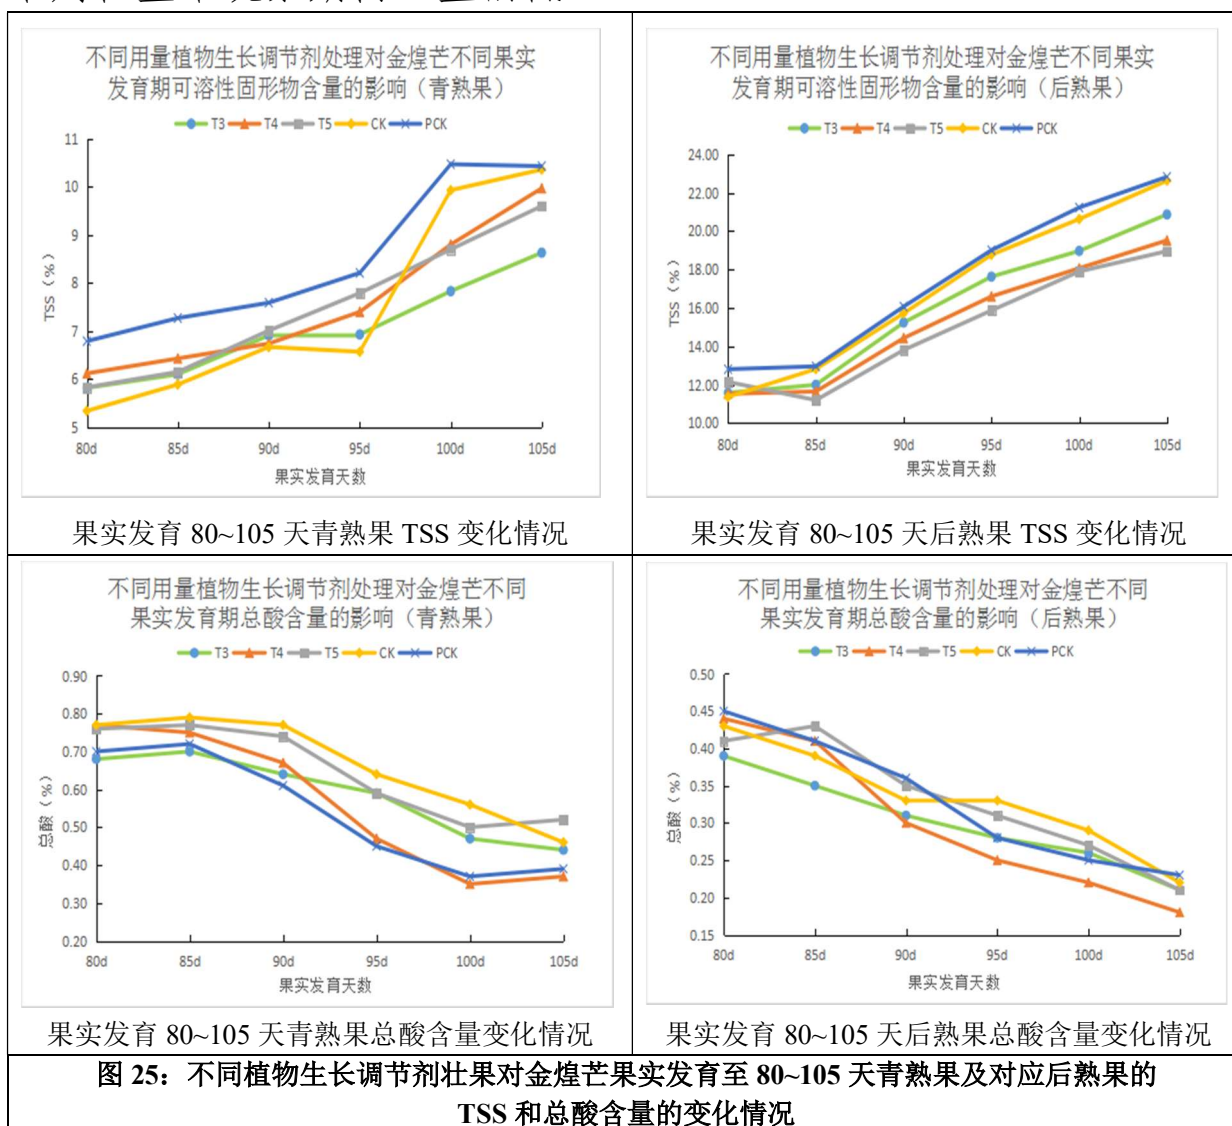 不同用量植物生长调节剂处理对金煌芒不同果实
发育期可溶性固形物含量的影响（青熟果）
T3 T4 T5 CK PCK
11
10
9
8
7
6
5
TSS（%）
80d 85d 90d 95d 100d 105d
果实发育天数
果实发育 80~105 天青熟果 TSS 变化情况
不同用量植物生长调节剂处理对金煌芒不同果实
发育期可溶性固形物含量的影响（后熟果）
T3 T4 T5 CK PCK
24.00
22.00
20.00
18.00
16.00
14.00
12.00
10.00
TSS（%）
80d 85d 90d 95d 100d 105d
果实发育天数
果实发育 80~105 天后熟果 TSS 变化情况
不同用量植物生长调节剂处理对金煌芒不同
果实发育期总酸含量的影响（青熟果）
T3 T4 T5 CK PCK
0.90
0.80
0.70
0.60
0.50
0.40
0.30
0.20
总酸（%）
80d 85d 90d 95d 100d 105d
果实发育天数
果实发育 80~105 天青熟果总酸含量变化情况
不同用量植物生长调节剂处理对金煌芒不同
果实发育期总酸含量的影响（后熟果）
T3 T4 T5 CK PCK
0.50
0.45
0.40
0.35
0.30
0.25
0.20
0.15
总酸（%）
80d 85d 90d 95d 100d 105d
果实发育天数
果实发育 80~105 天后熟果总酸含量变化情况
图 25：不同植物生长调节剂壮果对金煌芒果实发育至 80~105 天青熟果及对应后熟果的
TSS 和总酸含量的变化情况